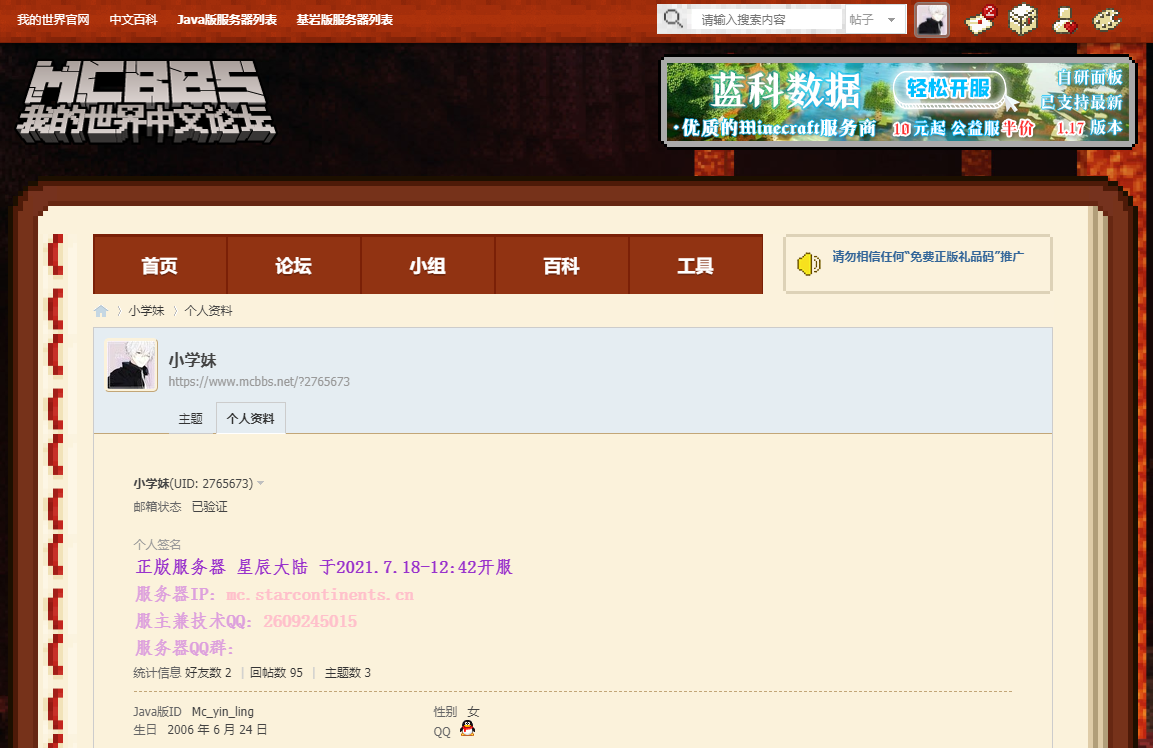 我的世界官网 中文百科 Java版服务器列表 基岩版服务器列表 请输入搜索内容 帖子 2
MCBBS
我的世界中文论坛
蓝科数据 轻松开服 自研面板
已支持最新
·优质的Minecraft服务商 10元起 公益服半价 1.17版本
首页 论坛 小组 百科 工具
请勿相信任何“免费正版礼品码”推广
小学妹 个人资料
小学妹
https://www.mcbbs.net/?2765673
主题 个人资料
小学妹(UID: 2765673)
邮箱状态 已验证
个人签名
正版服务器 星辰大陆 于2021.7.18-12:42开服
服务器IP: mc.starcontinents.cn
服主兼技术QQ: 2609245015
服务器QQ群:
统计信息 好友数 2 | 回帖数 95 | 主题数 3
Java版ID Mc_yin_ling 性别 女
生日 2006 年 6 月 24 日 QQ